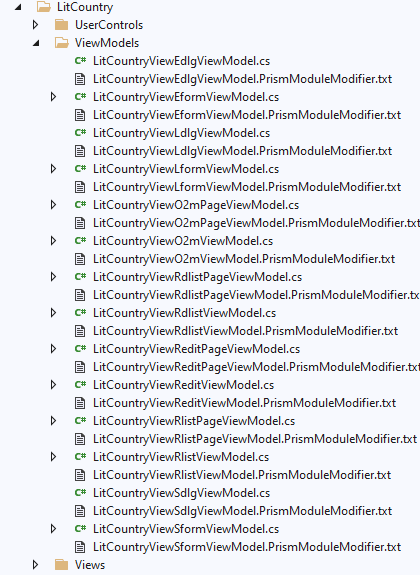 LitCountry
UserControls
ViewModels
C# LitCountryViewEdlgViewModel.cs
LitCountryViewEdlgViewModel.PrismModuleModifier.txt
C# LitCountryViewEformViewModel.cs
LitCountryViewEformViewModel.PrismModuleModifier.txt
C# LitCountryViewLdlgViewModel.cs
LitCountryViewLdlgViewModel.PrismModuleModifier.txt
C# LitCountryViewLformViewModel.cs
LitCountryViewLformViewModel.PrismModuleModifier.txt
C# LitCountryViewO2mPageViewModel.cs
LitCountryViewO2mPageViewModel.PrismModuleModifier.txt
C# LitCountryViewO2mViewModel.cs
LitCountryViewO2mViewModel.PrismModuleModifier.txt
C# LitCountryViewRdlistPageViewModel.cs
LitCountryViewRdlistPageViewModel.PrismModuleModifier.tx
C# LitCountryViewRdlistViewModel.cs
LitCountryViewRdlistViewModel.PrismModuleModifier.txt
C# LitCountryViewReditPageViewModel.cs
LitCountryViewReditPageViewModel.PrismModuleModifier.txt
C# LitCountryViewReditViewModel.cs
LitCountryViewReditViewModel.PrismModuleModifier.txt
C# LitCountryViewRlistPageViewModel.cs
LitCountryViewRlistPageViewModel.PrismModuleModifier.txt
C# LitCountryViewRlistViewModel.cs
LitCountryViewRlistViewModel.PrismModuleModifier.txt
C# LitCountryViewSdlgViewModel.cs
LitCountryViewSdlgViewModel.PrismModuleModifier.txt
C# LitCountryViewSformViewModel.cs
LitCountryViewSformViewModel.PrismModuleModifier.txt
Views